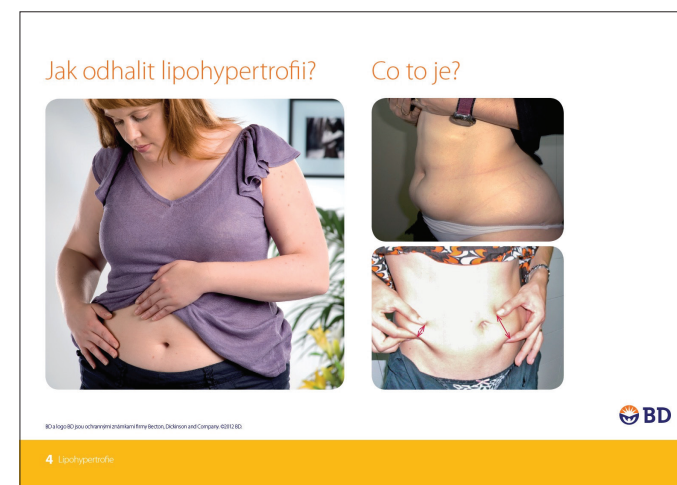 Jak odhalit lipohypertrofii?
Co to je?
BD a logo BD jsou ochrannými známkami firmy Becton, Dickinson and Company. ©2012 BD.
BD
4 Lipohypertrofie